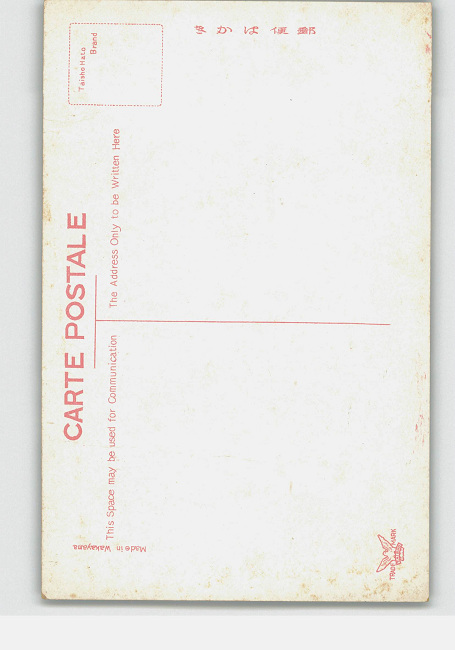 きかは便郵
CARTE POSTALE
Taisho Hato
Brand
This Space may be used for Communication
The Address Only to be Written Here
Made in Wakayama
TRADE MARK